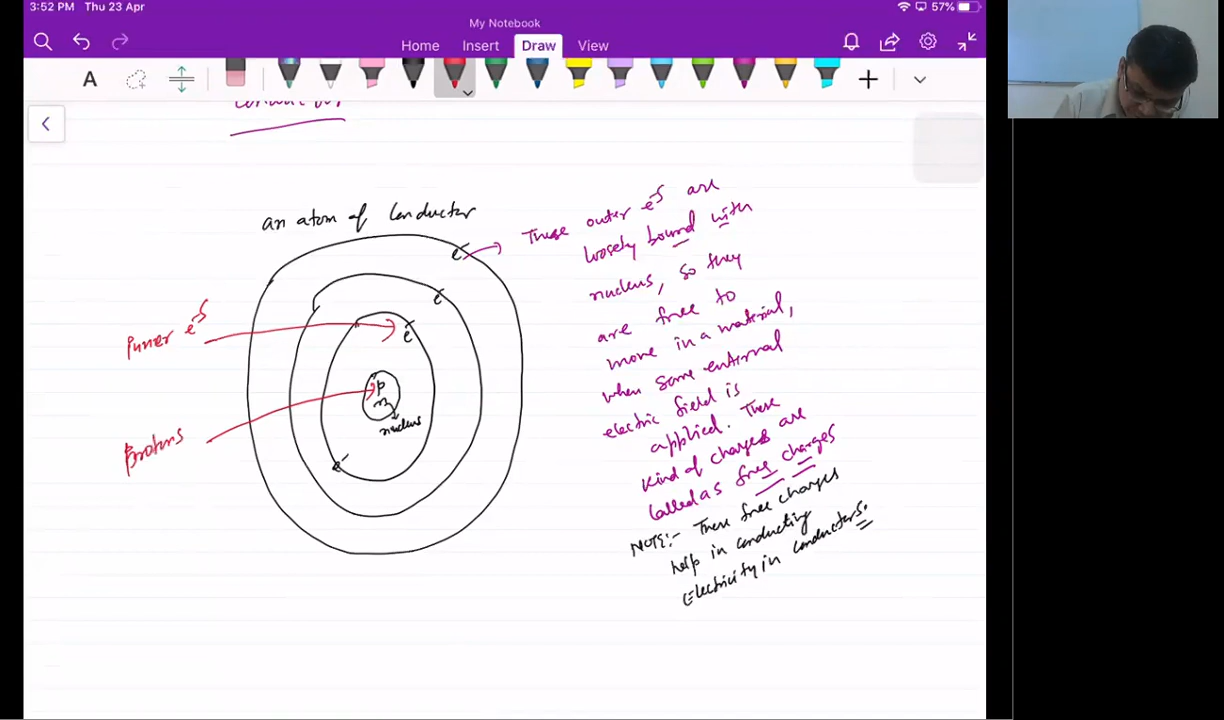 3:52 PM Thu 23 Apr
57%
My Notebook
Home Insert Draw View
A
Conductor
an atom of Conductor
e-
e-
e-
e-
P
n
nucleus
Inner e-s
Protons
These outer e-s are
loosely bound with
nucleus, so they
are free to
move in a material,
when some external
electric field is
applied. These
kind of charges are
called as free charges
NOTE:- These free charges
help in conducting
Electricity in conductors.